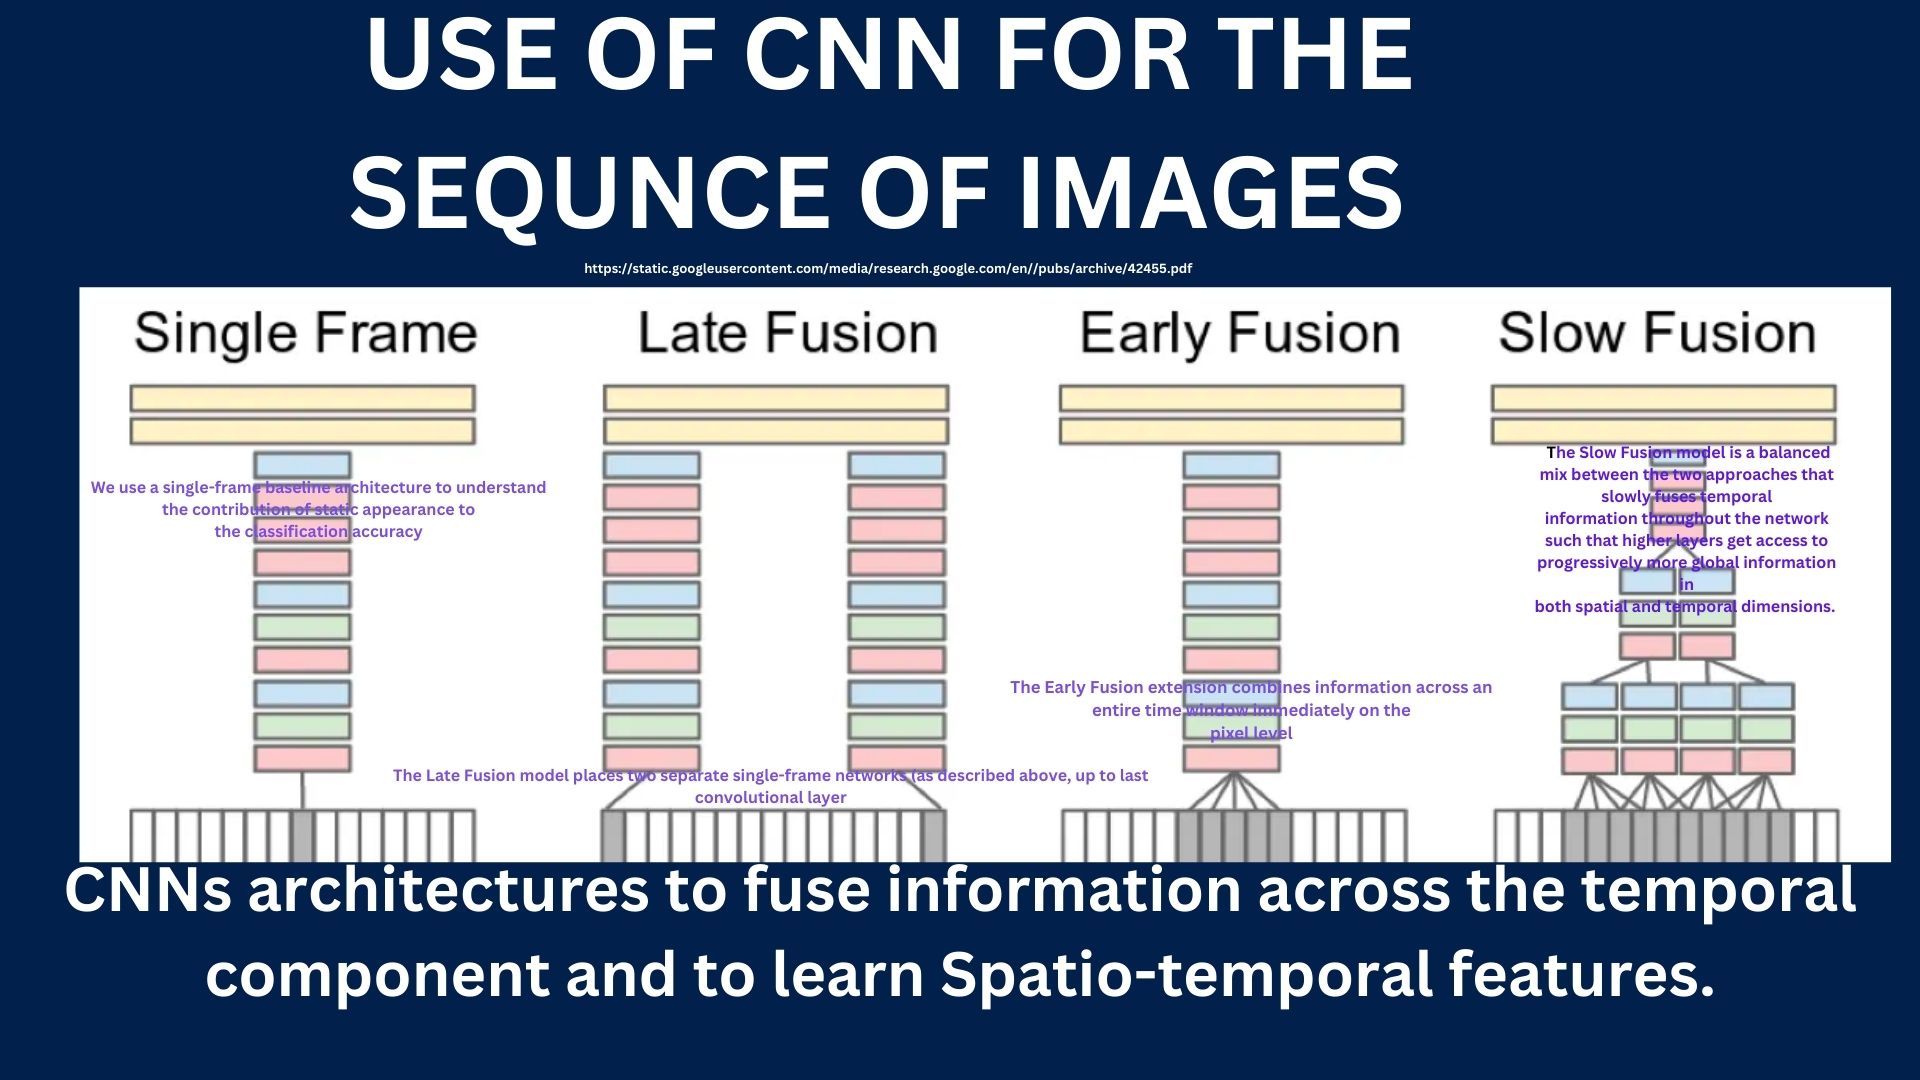 USE OF CNN FOR THE
SEQUNCE OF IMAGES
https://static.googleusercontent.com/media/research.google.com/en//pubs/archive/42455.pdf
Single Frame
Late Fusion
Early Fusion
Slow Fusion
We use a single-frame baseline architecture to understand
the contribution of static appearance to
the classification accuracy
The Late Fusion model places two separate single-frame networks (as described above, up to last
convolutional layer
The Early Fusion extension combines information across an
entire time window immediately on the
pixel level
The Slow Fusion model is a balanced
mix between the two approaches that
slowly fuses temporal
information throughout the network
such that higher layers get access to
progressively more global information
in
both spatial and temporal dimensions.
CNNs architectures to fuse information across the temporal
component and to learn Spatio-temporal features.